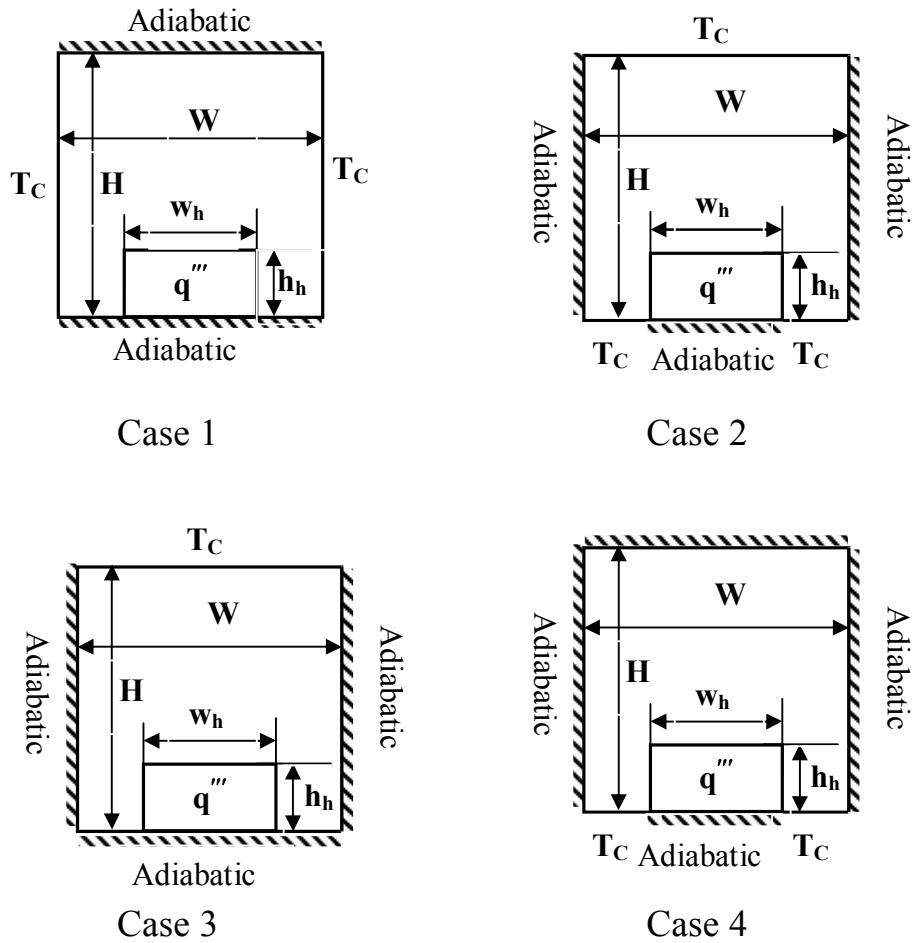 Adiabatic
W
T_C
H
T_C
w_h
q'''
h_h
Adiabatic
Case 1
T_C
Adiabatic
W
Adiabatic
H
w_h
q'''
h_h
T_C
Adiabatic
T_C
Case 2
T_C
Adiabatic
W
Adiabatic
H
w_h
q'''
h_h
Adiabatic
Case 3
Adiabatic
W
Adiabatic
H
w_h
q'''
h_h
T_C
Adiabatic
T_C
Case 4